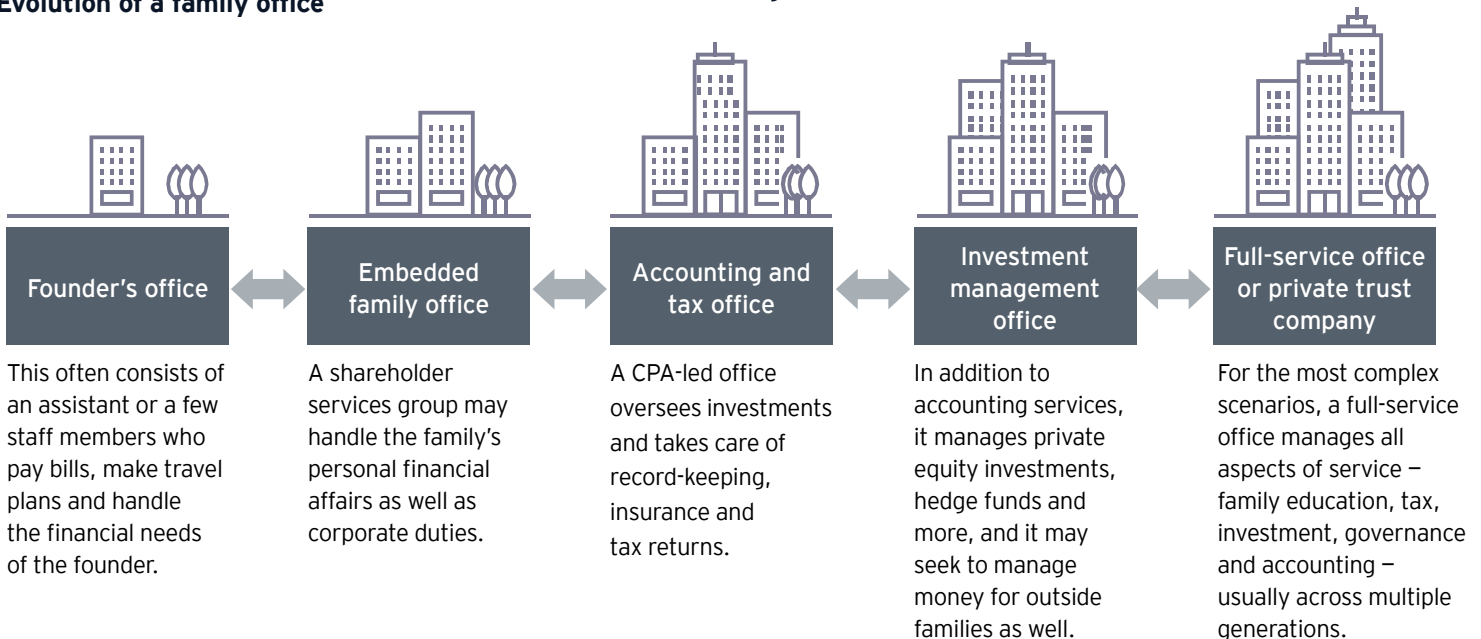 Evolution of a family office
Founder's office
Embedded
family office
Accounting and
tax office
Investment
management
office
Full-service office
or private trust
company
This often consists of
an assistant or a few
staff members who
pay bills, make travel
plans and handle
the financial needs
of the founder.
A shareholder
services group may
handle the family's
personal financial
affairs as well as
corporate duties.
A CPA-led office
oversees investments
and takes care of
record-keeping,
insurance and
tax returns.
In addition to
accounting services,
it manages private
equity investments,
hedge funds and
more, and it may
seek to manage
money for outside
families as well.
For the most complex
scenarios, a full-service
office manages all
aspects of service –
family education, tax,
investment, governance
and accounting –
usually across multiple
generations.